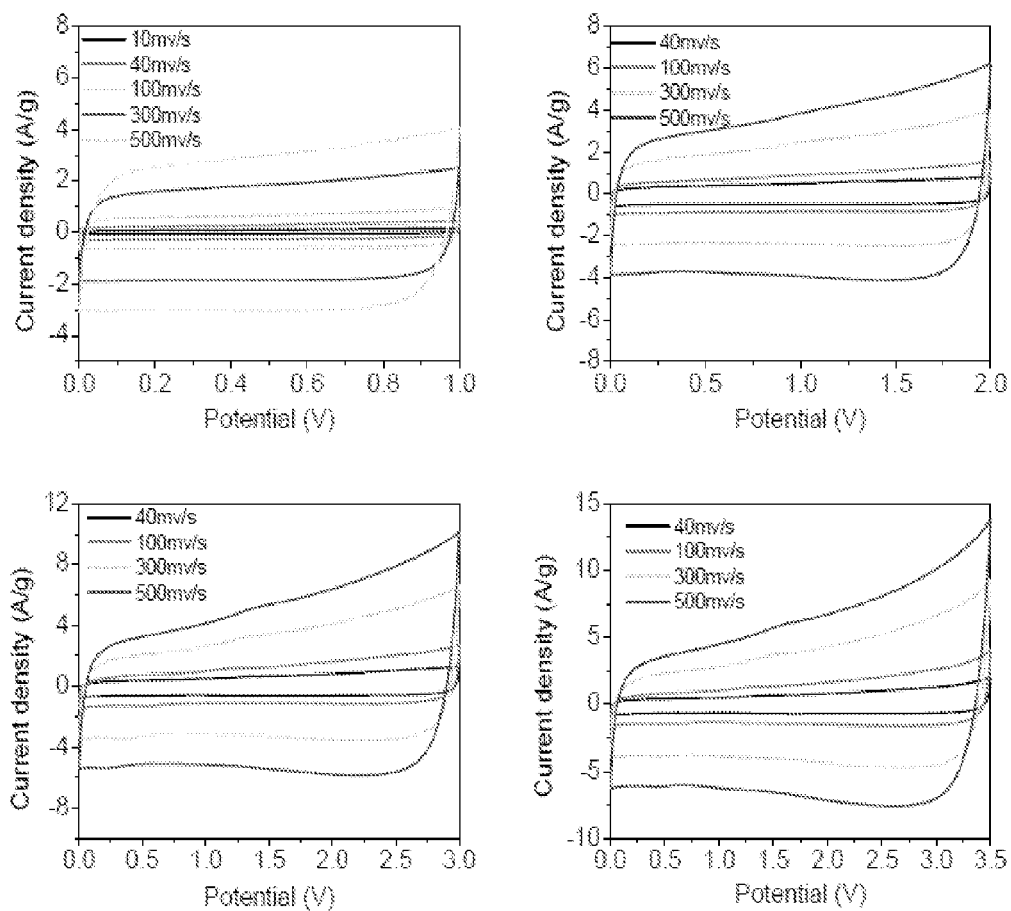 8
6
4
2
0
-2
-4
Current density (A/g)
10mv/s
40mv/s
100mv/s
300mv/s
500mv/s
0.0 0.2 0.4 0.6 0.8 1.0
Potential (V)
8
6
4
2
0
-2
-4
-6
-8
Current density (A/g)
40mv/s
100mv/s
300mv/s
500mv/s
0.0 0.5 1.0 1.5 2.0
Potential (V)
12
8
4
0
-4
-8
Current density (A/g)
40mv/s
100mv/s
300mv/s
500mv/s
0.0 0.5 1.0 1.5 2.0 2.5 3.0
Potential (V)
15
10
5
0
-5
-10
Current density (A/g)
40mv/s
100mv/s
300mv/s
500mv/s
0.0 0.5 1.0 1.5 2.0 2.5 3.0 3.5
Potential (V)